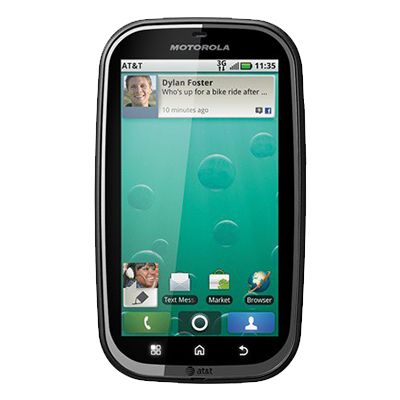 MOTOROLA
AT&T 3G 11:35
Dylan Foster
Who's up for a bike ride after ...
10 minutes ago
Text Mess
Market
Browser
at&t